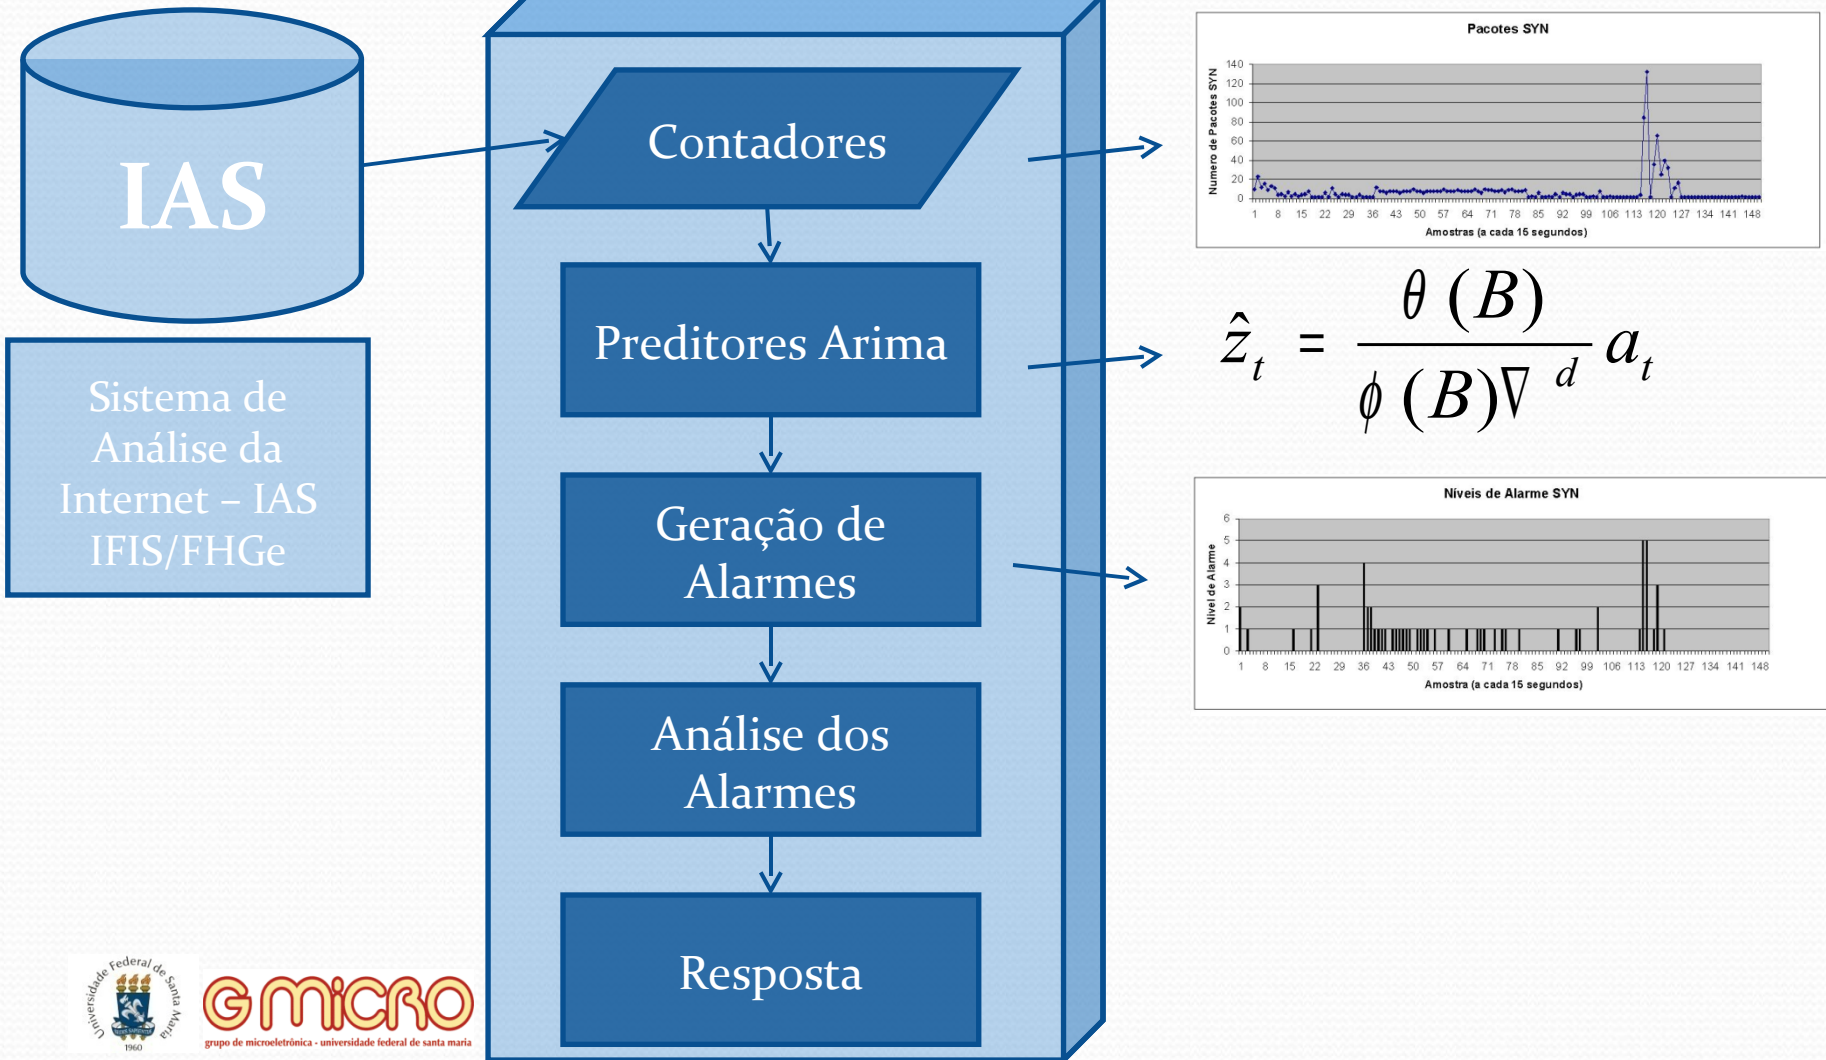 IAS
Sistema de
Análise da
Internet – IAS
IFIS/FHGe
Contadores
Preditores Arima
Geração de
Alarmes
Análise dos
Alarmes
Resposta
Pacotes SYN
Numero de Pacotes SYN
140
120
100
80
60
40
20
0
1 8 15 22 29 36 43 50 57 64 71 78 85 92 99 106 113 120 127 134 141 148
Amostras (a cada 15 segundos)
ẑt = θ (B) / ϕ (B)∇ d at
Níveis de Alarme SYN
Nível de Alarme
6
5
4
3
2
1
0
1 8 15 22 29 36 43 50 57 64 71 78 85 92 99 106 113 120 127 134 141 148
Amostra (a cada 15 segundos)
Universidade Federal de Santa Maria
1960
GMICRO
grupo de microeletrônica - universidade federal de santa maria